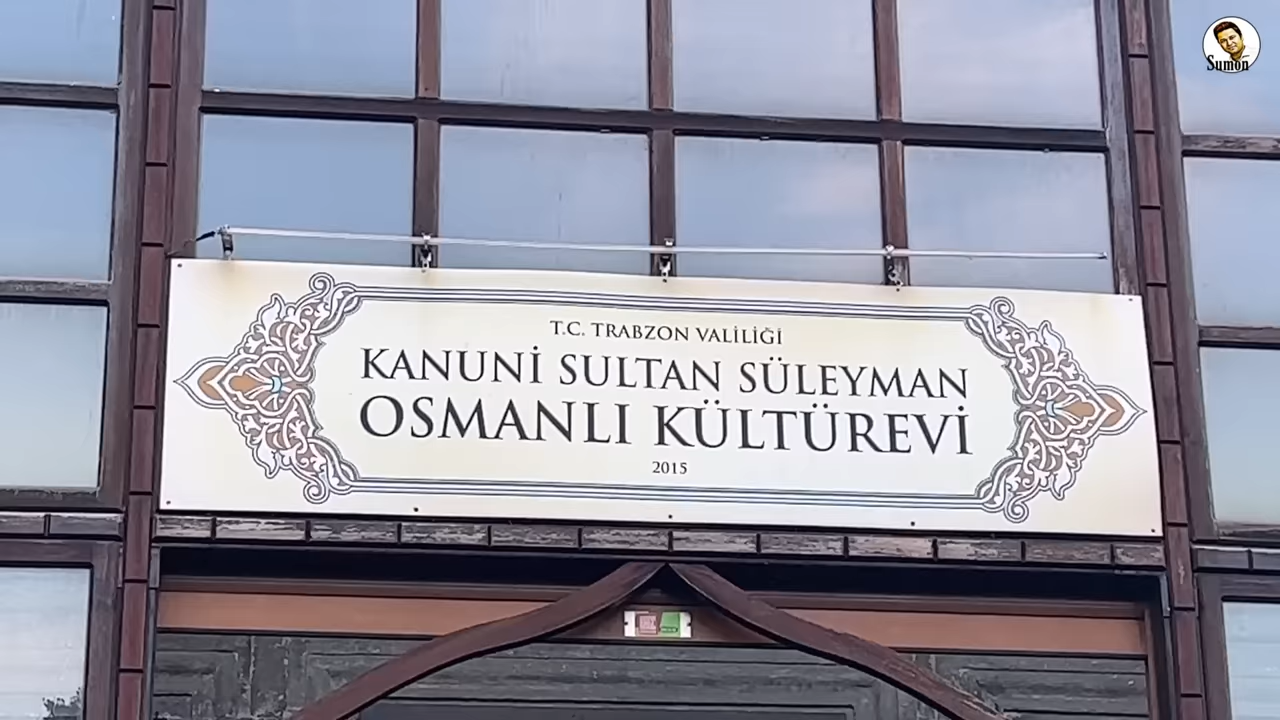 Sumon
T.C. TRABZON VALİLİĞİ
KANUNİ SULTAN SÜLEYMAN
OSMANLI KÜLTÜREVİ
2015